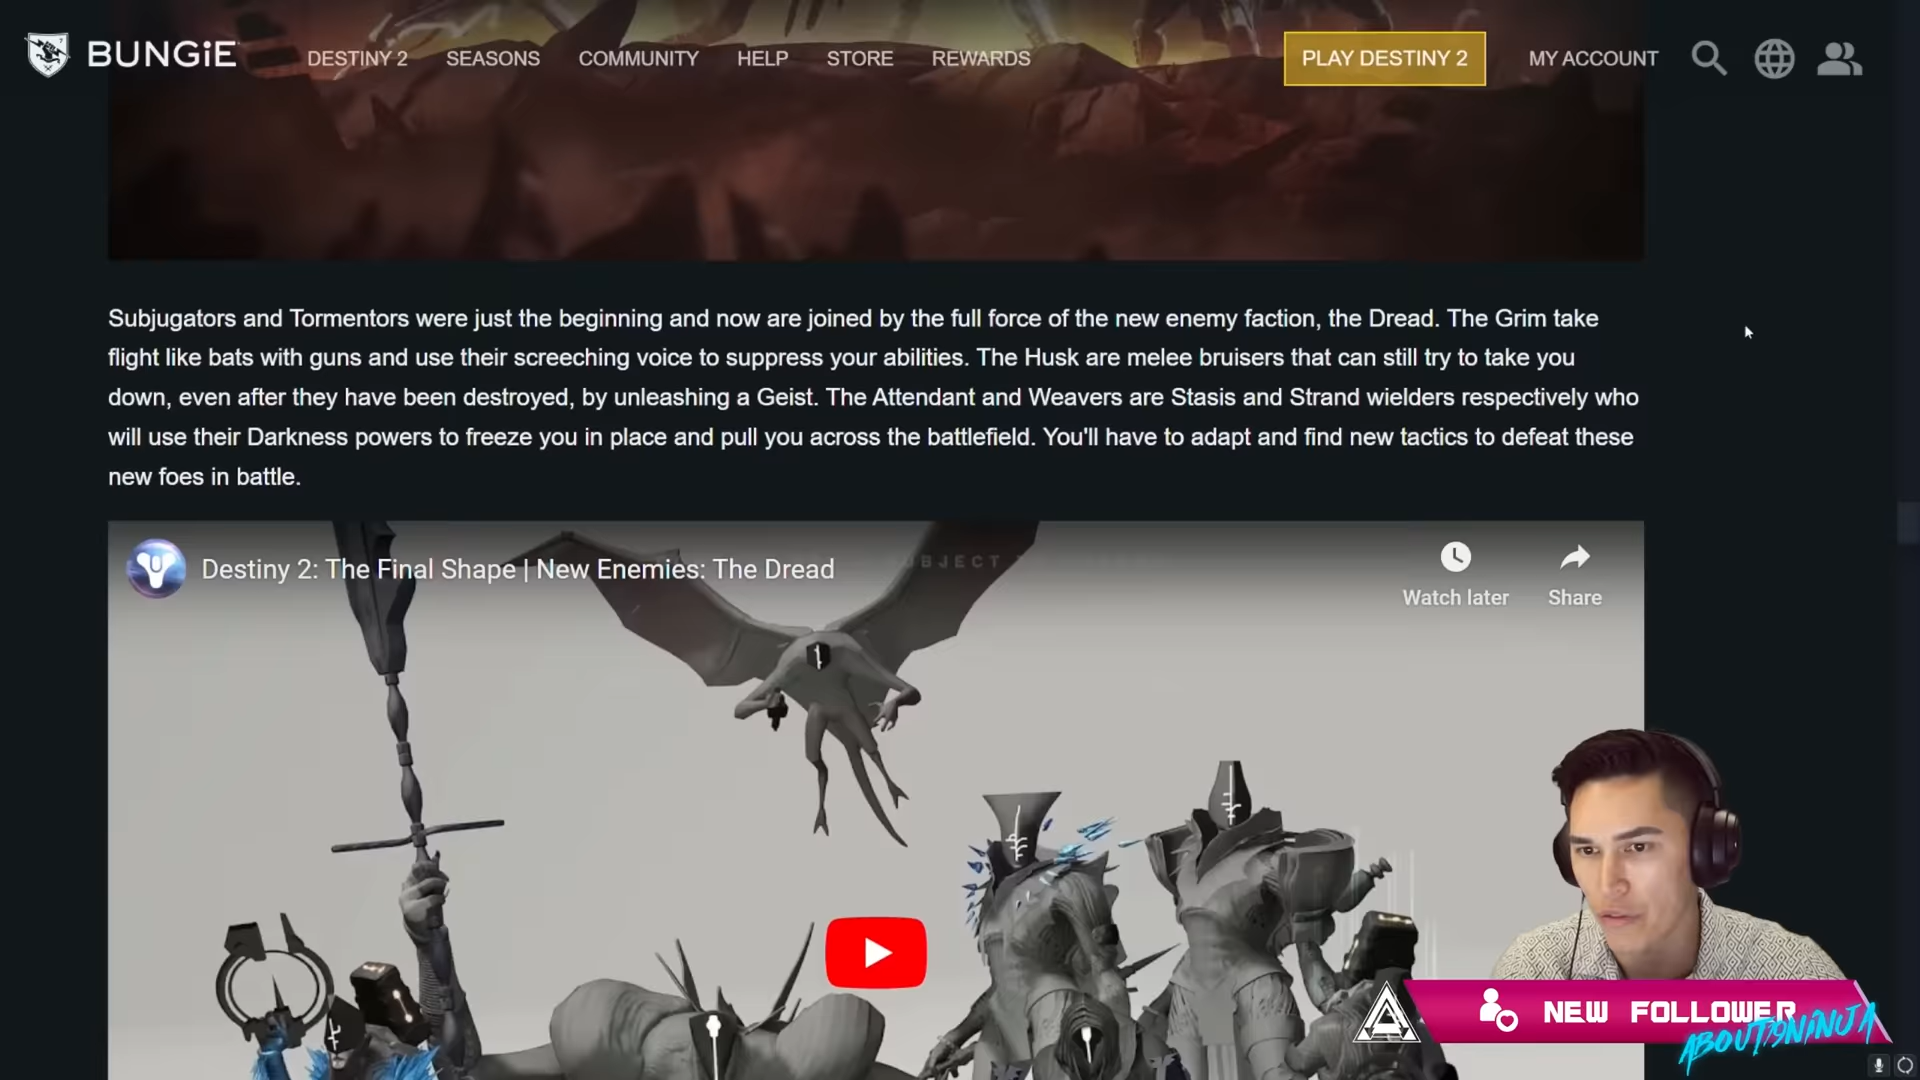 BUNGiE
DESTINY 2 SEASONS COMMUNITY HELP STORE REWARDS PLAY DESTINY 2 MY ACCOUNT
Subjugators and Tormentors were just the beginning and now are joined by the full force of the new enemy faction, the Dread. The Grim take
flight like bats with guns and use their screeching voice to suppress your abilities. The Husk are melee bruisers that can still try to take you
down, even after they have been destroyed, by unleashing a Geist. The Attendant and Weavers are Stasis and Strand wielders respectively who
will use their Darkness powers to freeze you in place and pull you across the battlefield. You'll have to adapt and find new tactics to defeat these
new foes in battle.
Destiny 2: The Final Shape | New Enemies: The Dread
Watch later
Share
NEW FOLLOWER